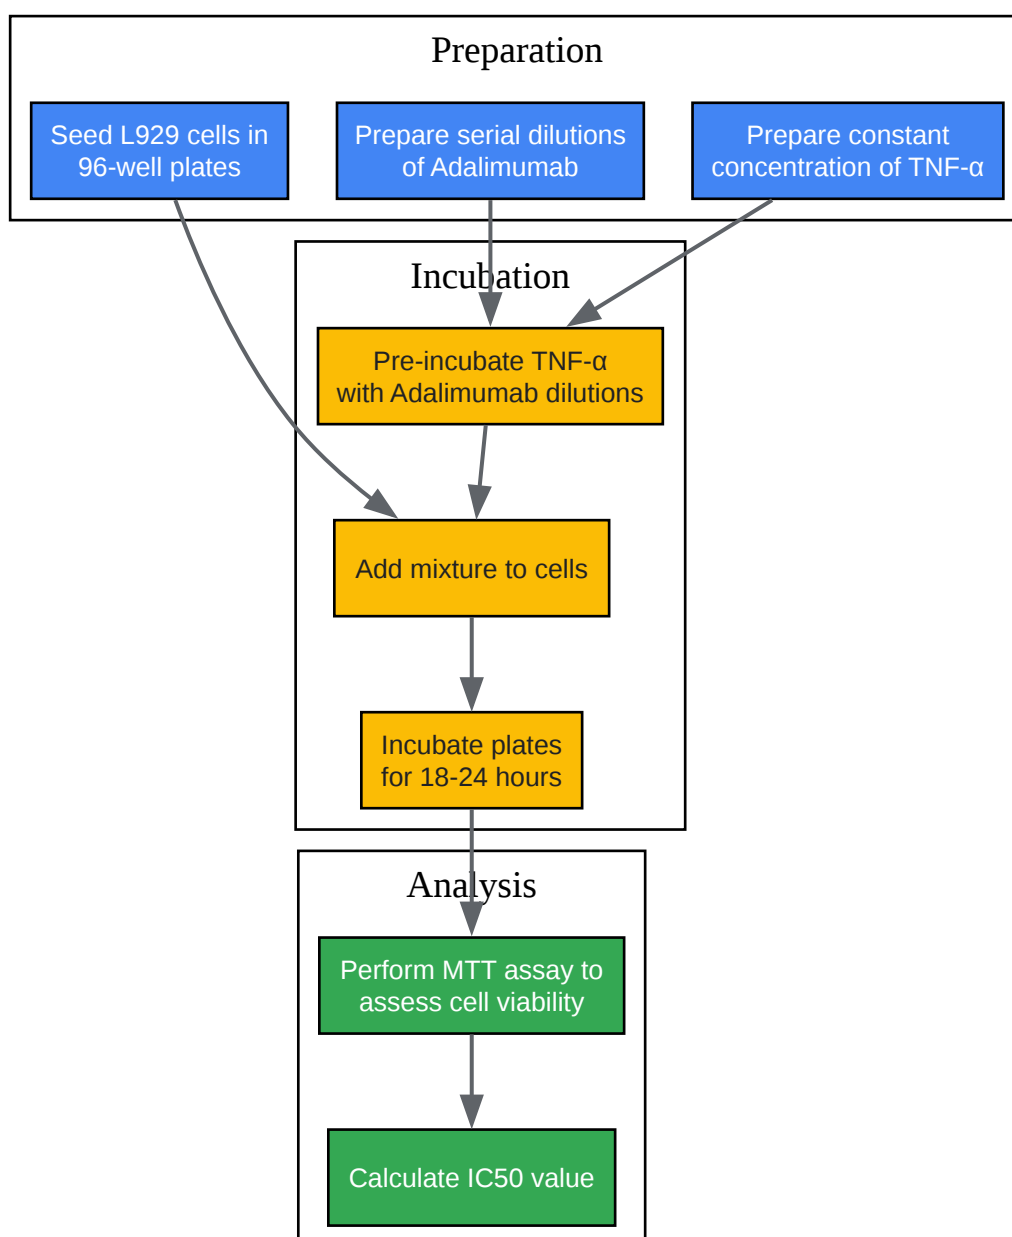 Preparation
Seed L929 cells in
96-well plates
Prepare serial dilutions
of Adalimumab
Prepare constant
concentration of TNF-α
Incubation
Pre-incubate TNF-α
with Adalimumab dilutions
Add mixture to cells
Incubate plates
for 18-24 hours
Analysis
Perform MTT assay to
assess cell viability
Calculate IC50 value